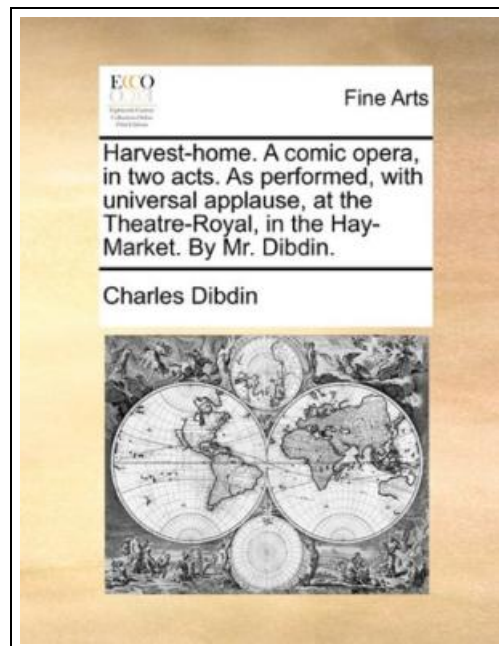 ECCO
Fine Arts
Harvest-home. A comic opera,
in two acts. As performed, with
universal applause, at the
Theatre-Royal, in the Hay-
Market. By Mr. Dibdin.
Charles Dibdin